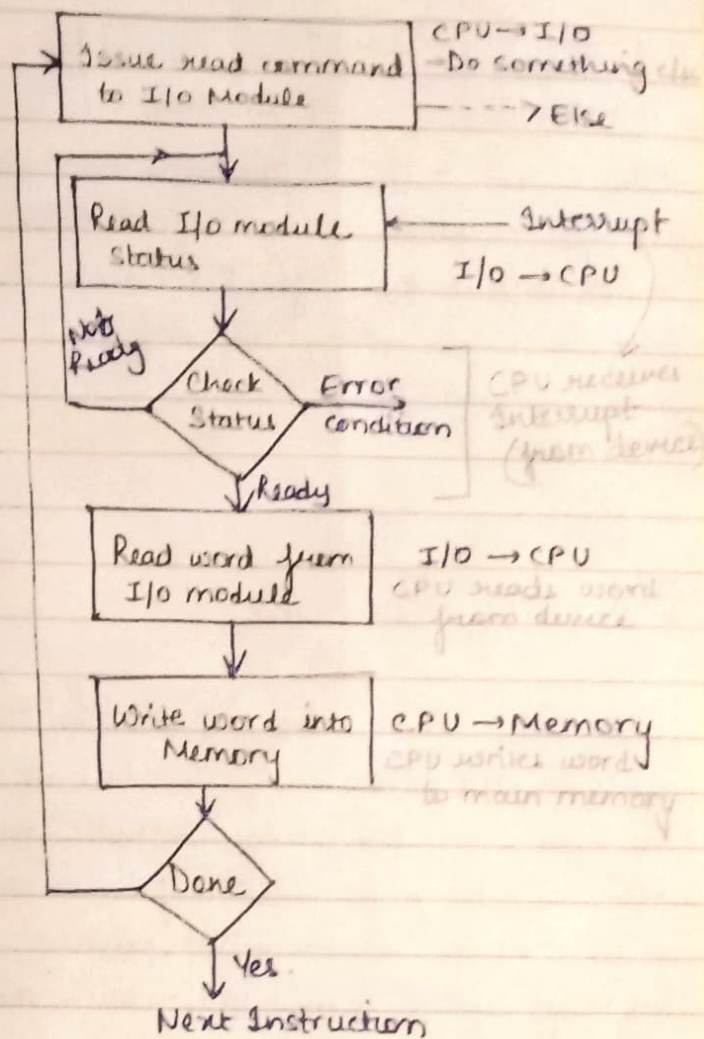 Issue read command
to I/O Module
CPU → I/O
- Do something else
----> Else
Read I/o module
Status
Interrupt
I/O → CPU
Not
Ready
Check
Status
Error
condition
CPU receives
Interrupt
(from device)
Ready
Read word from
I/O module
I/O → CPU
CPU reads word
from device
Write word into
Memory
CPU → Memory
CPU writes word
to main memory
Done
Yes
Next Instruction